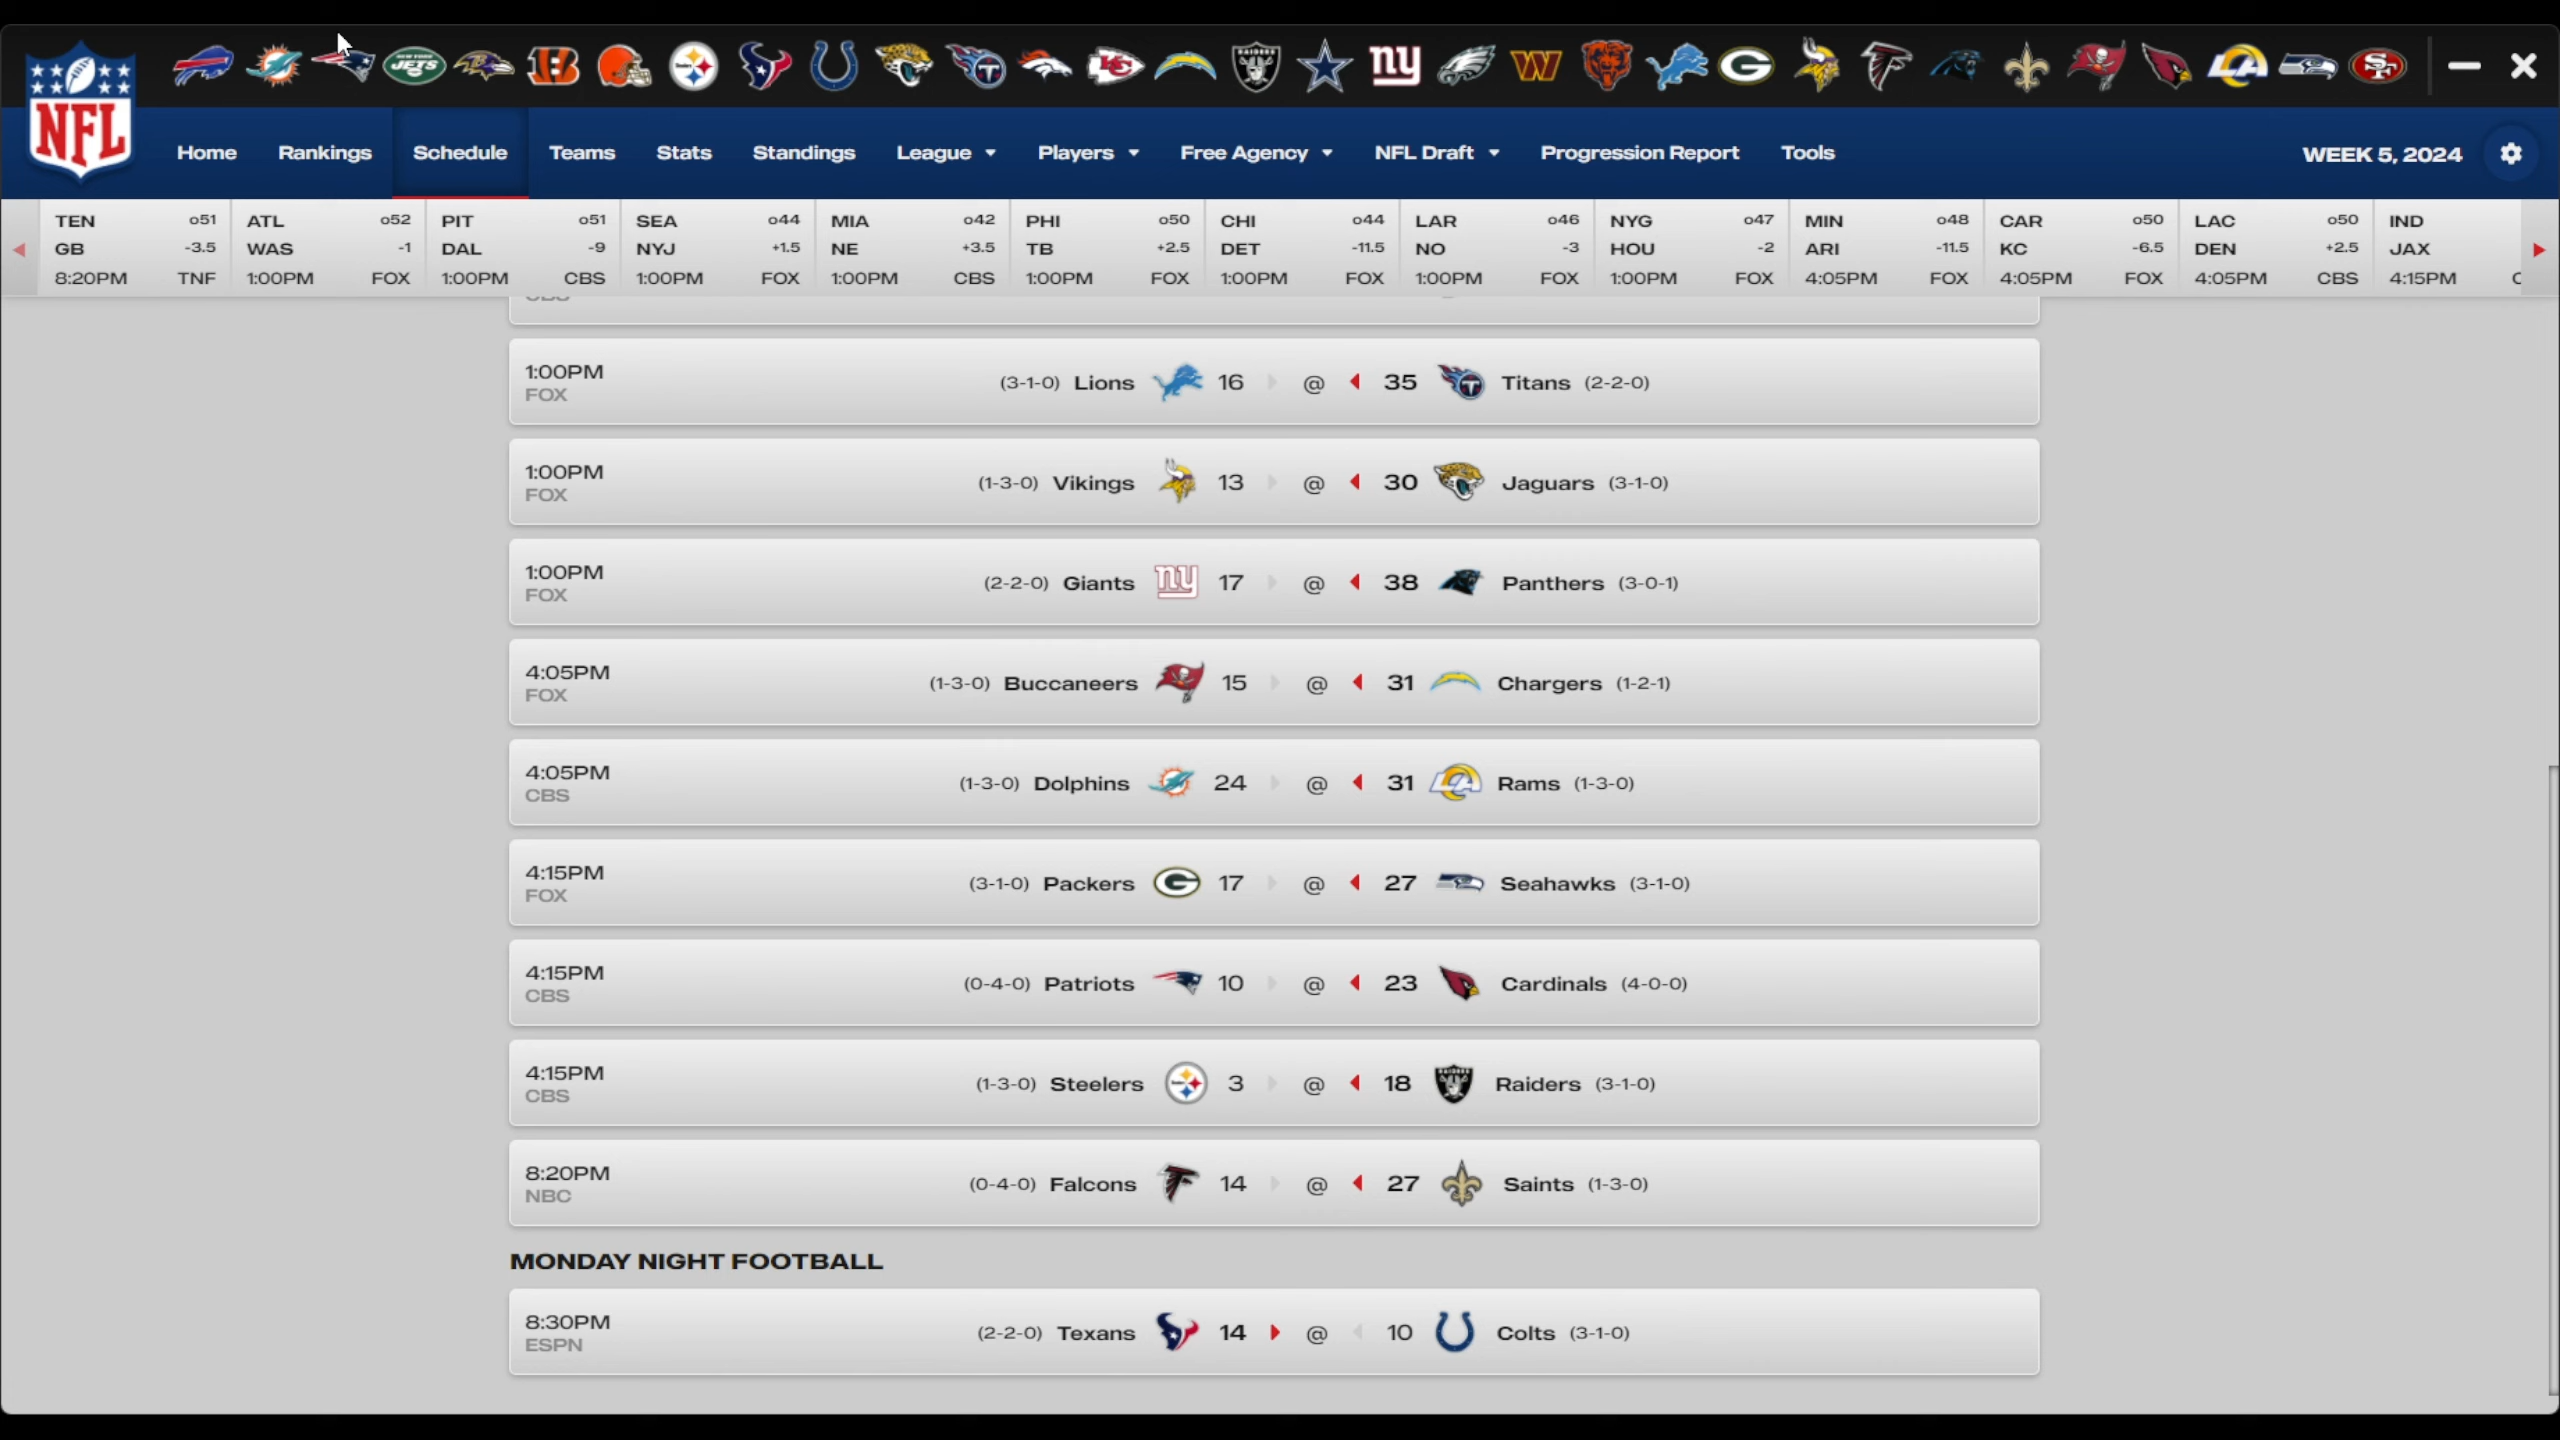 NFL
Home Rankings Schedule Teams Stats Standings League Players Free Agency NFL Draft Progression Report Tools WEEK 5, 2024
TEN o51 ATL o52 PIT o51 SEA o44 MIA o42 PHI o50 CHI o44 LAR o46 NYG o47 MIN o48 CAR o50 LAC o50 IND
GB -3.5 WAS -1 DAL -9 NYJ +1.5 NE +3.5 TB +2.5 DET -11.5 NO -3 HOU -2 ARI -11.5 KC -6.5 DEN +2.5 JAX
8:20PM TNF 1:00PM FOX 1:00PM CBS 1:00PM FOX 1:00PM CBS 1:00PM FOX 1:00PM FOX 1:00PM FOX 1:00PM FOX 4:05PM FOX 4:05PM FOX 4:05PM CBS 4:15PM
1:00PM
FOX
(3-1-0) Lions 16 @ 35 Titans (2-2-0)
1:00PM
FOX
(1-3-0) Vikings 13 @ 30 Jaguars (3-1-0)
1:00PM
FOX
(2-2-0) Giants ny 17 @ 38 Panthers (3-0-1)
4:05PM
FOX
(1-3-0) Buccaneers 15 @ 31 Chargers (1-2-1)
4:05PM
CBS
(1-3-0) Dolphins 24 @ 31 Rams (1-3-0)
4:15PM
FOX
(3-1-0) Packers G 17 @ 27 Seahawks (3-1-0)
4:15PM
CBS
(0-4-0) Patriots 10 @ 23 Cardinals (4-0-0)
4:15PM
CBS
(1-3-0) Steelers 3 @ 18 Raiders (3-1-0)
8:20PM
NBC
(0-4-0) Falcons 14 @ 27 Saints (1-3-0)
MONDAY NIGHT FOOTBALL
8:30PM
ESPN
(2-2-0) Texans 14 @ 10 Colts (3-1-0)